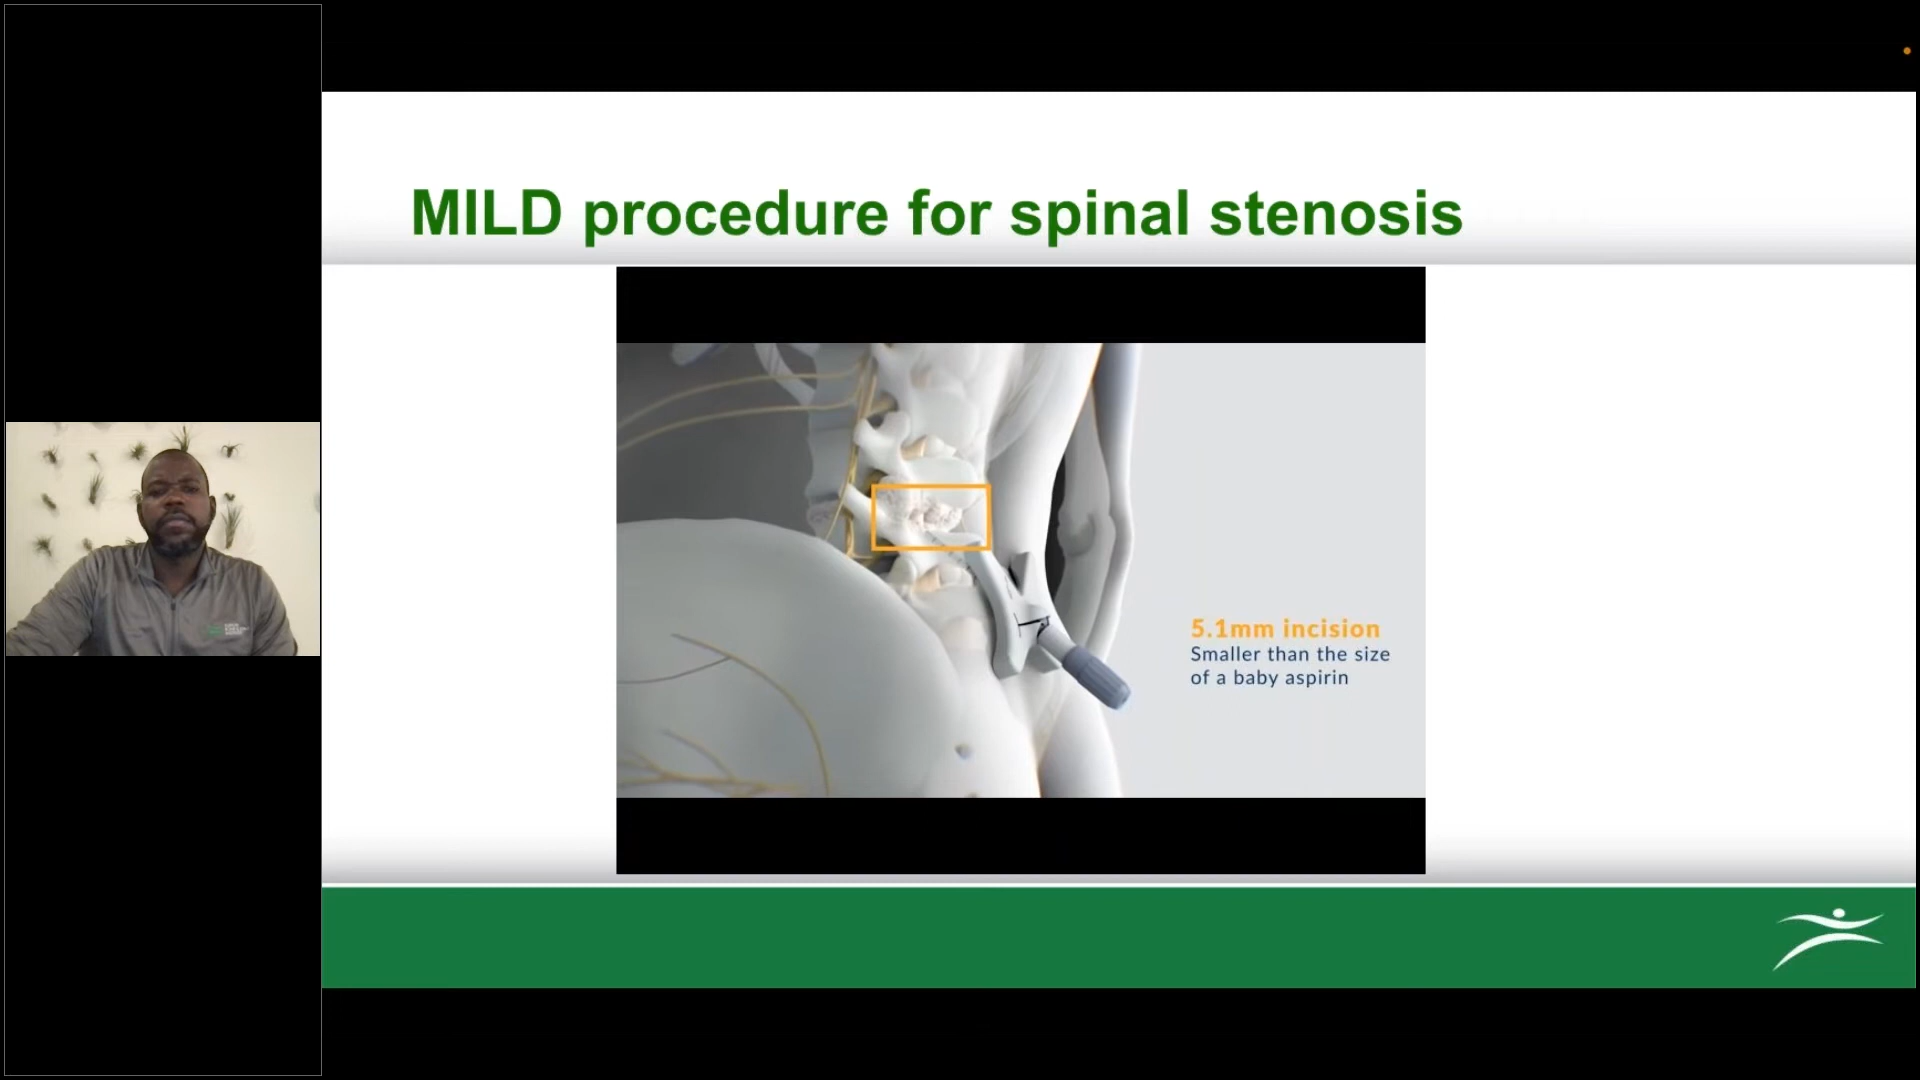 MILD procedure for spinal stenosis
5.1mm incision
Smaller than the size
of a baby aspirin